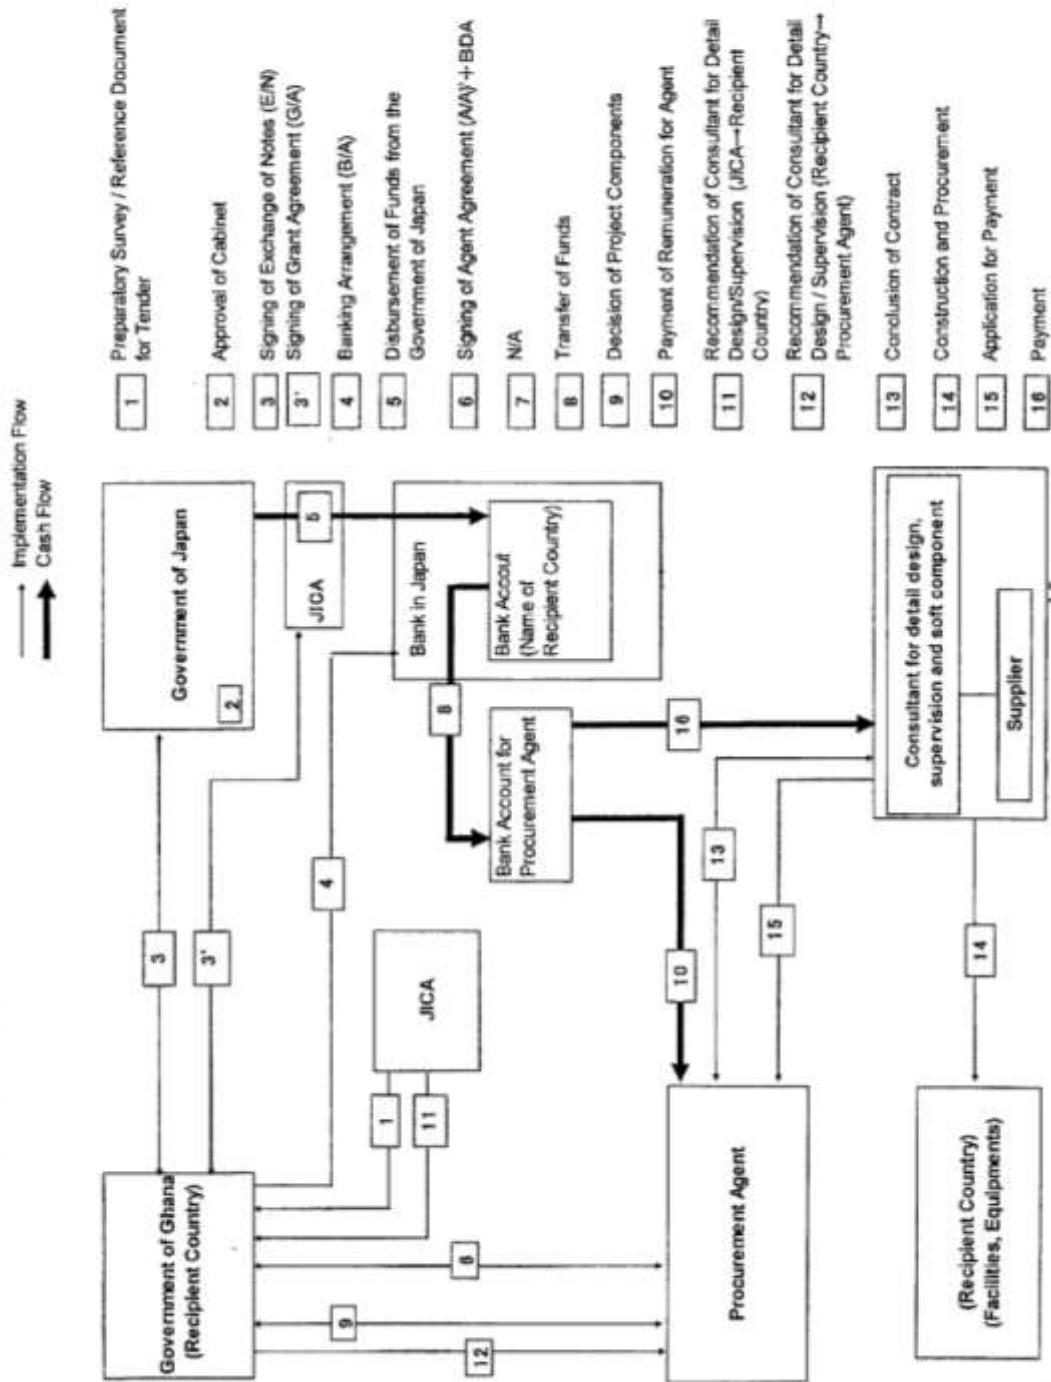 Implementation Flow
Cash Flow
Government of Ghana
(Recipient Country)
3
3'
Government of Japan
2
JICA
5
4
1
11
JICA
Bank in Japan
Bank Accout
(Name of
Recipient Country)
8
Bank Account for
Procurement Agent
9
6
12
10
16
Procurement Agent
13
15
Consultant for detail design,
supervision and soft component
Supplier
14
(Recipient Country)
(Facilities, Equipments)
1 Preparatory Survey / Reference Document
for Tender
2 Approval of Cabinet
3 Signing of Exchange of Notes (E/N)
3' Signing of Grant Agreement (G/A)
4 Banking Arrangement (B/A)
5 Disbursement of Funds from the
Government of Japan
6 Signing of Agent Agreement (A/A)'+BDA
7 N/A
8 Transfer of Funds
9 Decision of Project Components
10 Payment of Remuneration for Agent
11 Recommendation of Consultant for Detail
Design/Supervision (JICA→Recipient
Country)
12 Recommendation of Consultant for Detail
Design / Supervision (Recipient Country→
Procurement Agent)
13 Conclusion of Contract
14 Construction and Procurement
15 Application for Payment
16 Payment